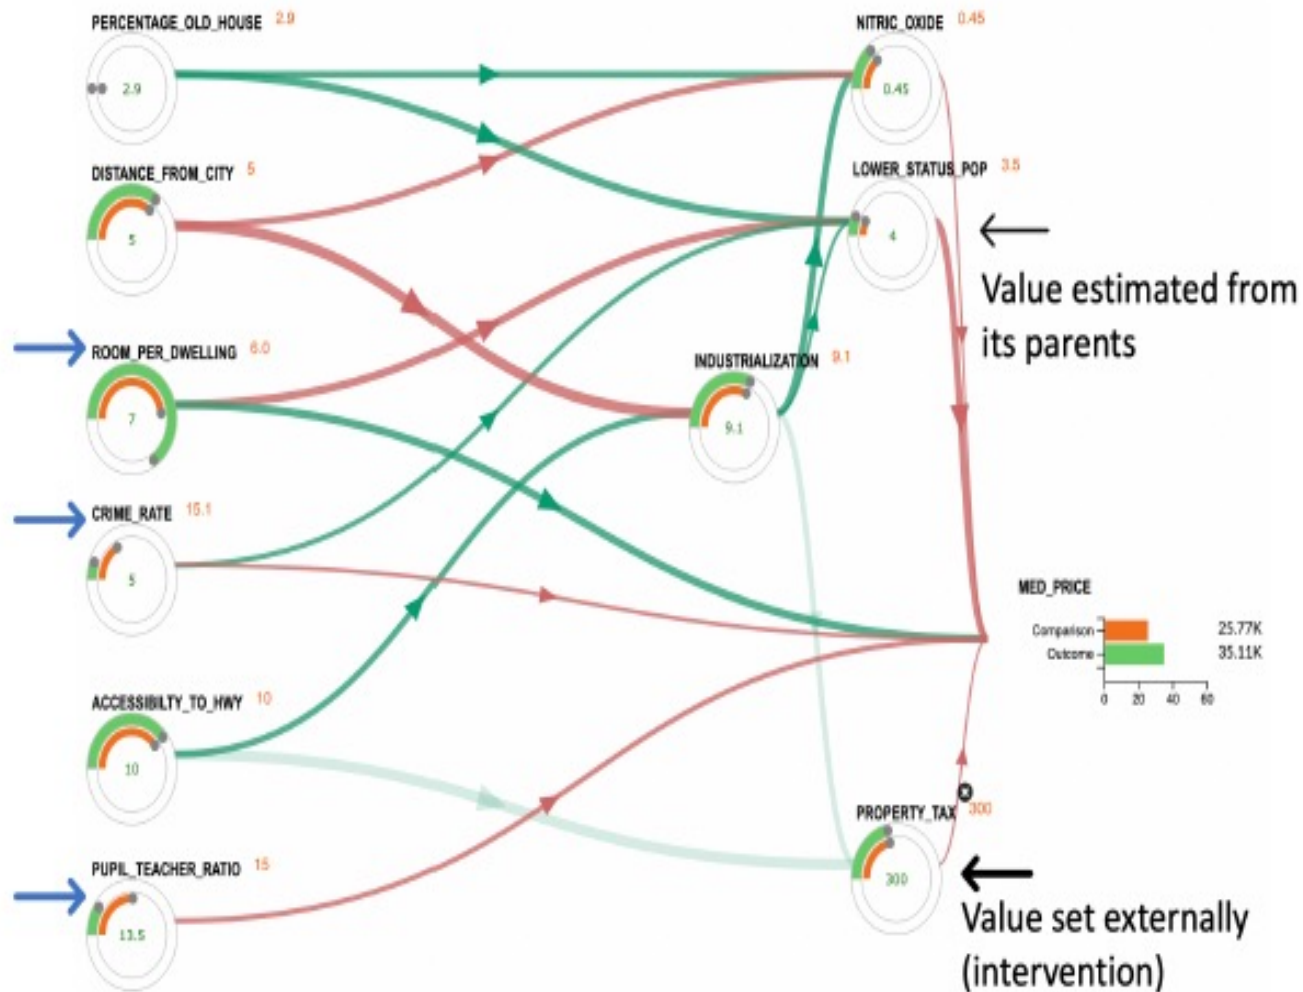 PERCENTAGE_OLD_HOUSE 2.9
2.9
NITRIC_OXIDE 0.45
0.45
DISTANCE_FROM_CITY 5
5
LOWER_STATUS_POP 3.5
4
Value estimated from
its parents
ROOM_PER_DWELLING 6.0
7
INDUSTRIALIZATION 9.1
9.1
CRIME_RATE 15.1
5
MED_PRICE
Comparison 25.77K
Outcome 35.11K
0 20 40 60
ACCESSIBILTY_TO_HWY 10
10
PROPERTY_TAX 300
300
PUPIL_TEACHER_RATIO 15
13.5
Value set externally
(intervention)